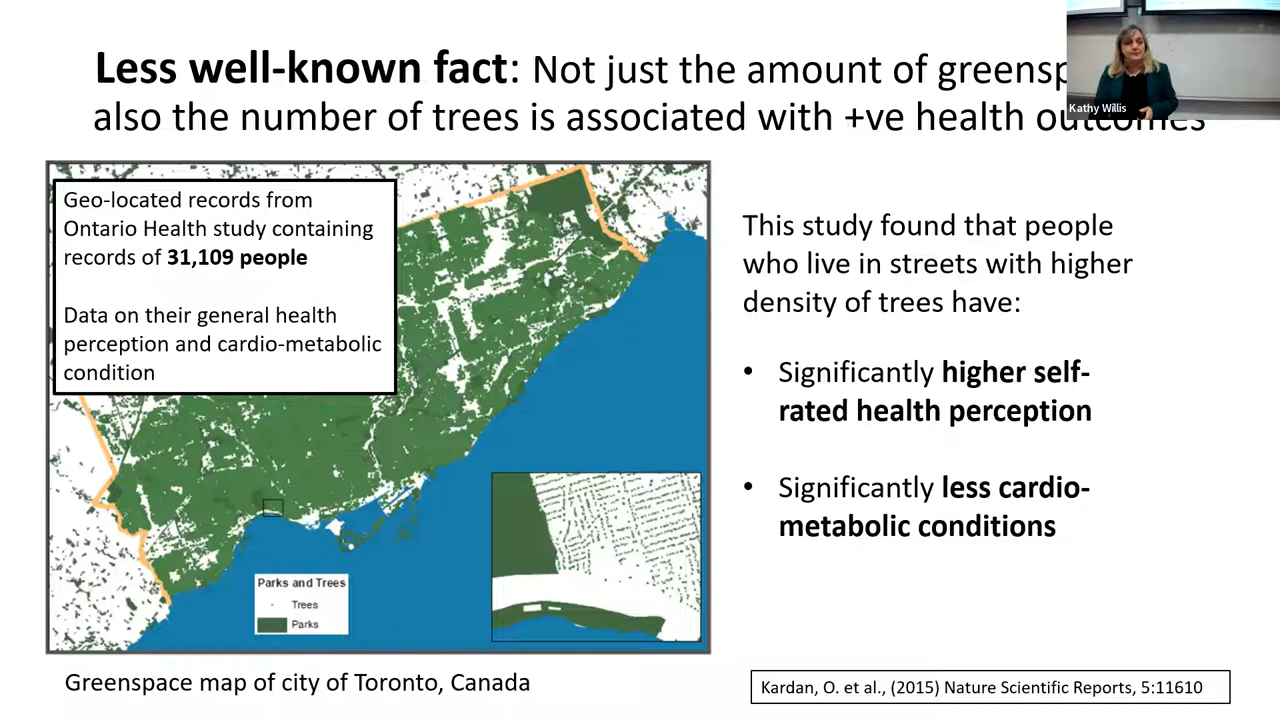 Less well-known fact: Not just the amount of
also the number of trees is associated with +ve health outcomes
Kathy Willis
Geo-located records from
Ontario Health study containing
records of 31,109 people
Data on their general health
perception and cardio-metabolic
condition
Parks and Trees
Trees
Parks
Greenspace map of city of Toronto, Canada
This study found that people
who live in streets with higher
density of trees have:
• Significantly higher self-
rated health perception
• Significantly less cardio-
metabolic conditions
Kardan, O. et al., (2015) Nature Scientific Reports, 5:11610